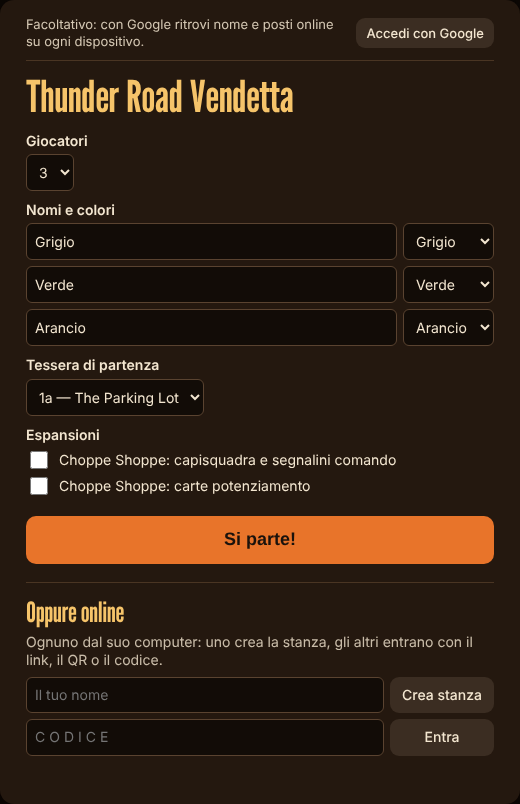 Facoltativo: con Google ritrovi nome e posti online
su ogni dispositivo.
Accedi con Google
Thunder Road Vendetta
Giocatori
3
Nomi e colori
Grigio
Grigio
Verde
Verde
Arancio
Arancio
Tessera di partenza
1a — The Parking Lot
Espansioni
Choppe Shoppe: capisquadra e segnalini comando
Choppe Shoppe: carte potenziamento
Si parte!
Oppure online
Ognuno dal suo computer: uno crea la stanza, gli altri entrano con il
link, il QR o il codice.
Il tuo nome
Crea stanza
CODICE
Entra